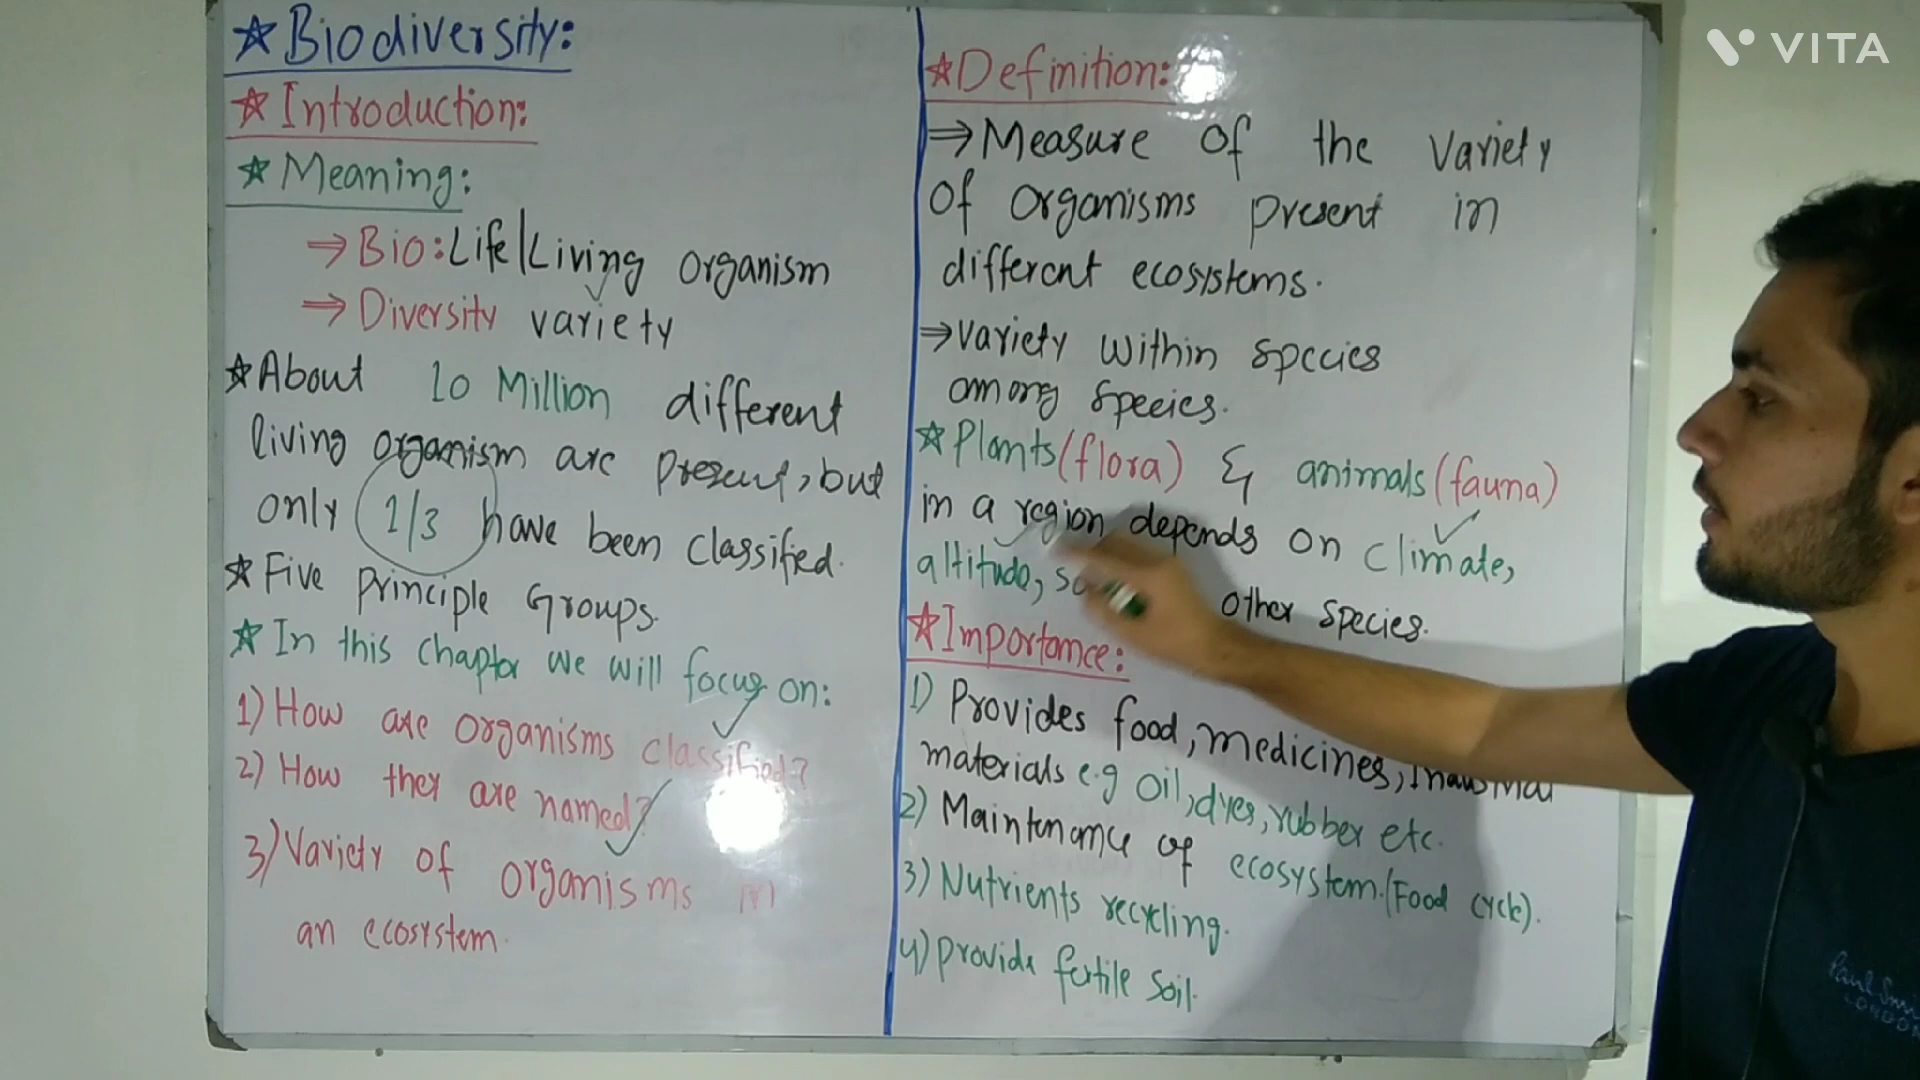 ★ Biodiversity:
★ Introduction:
★ Meaning:
⇒ Bio: Life/Living organism
⇒ Diversity variety
★ About 10 Million different
living organism are present, but
only 1/3 have been classified.
★ Five principle Groups.
★ In this chapter we will focus on:
1) How are organisms classified?
2) How they are named?
3) Variety of organisms in
an ecosystem.
★ Definition:
⇒ Measure of the variety
of organisms present in
different ecosystems.
⇒ Variety within species
among species.
★ Plants (flora) & animals (fauna)
in a region depends on climate,
altitude, other species.
★ Importance:
1) Provides food, medicines,
materials e.g oil, dyes, rubber etc.
2) Maintenance of ecosystem. (Food cycle).
3) Nutrients recycling.
4) Provide fertile soil.
VITA
Paul Smith
LONDON